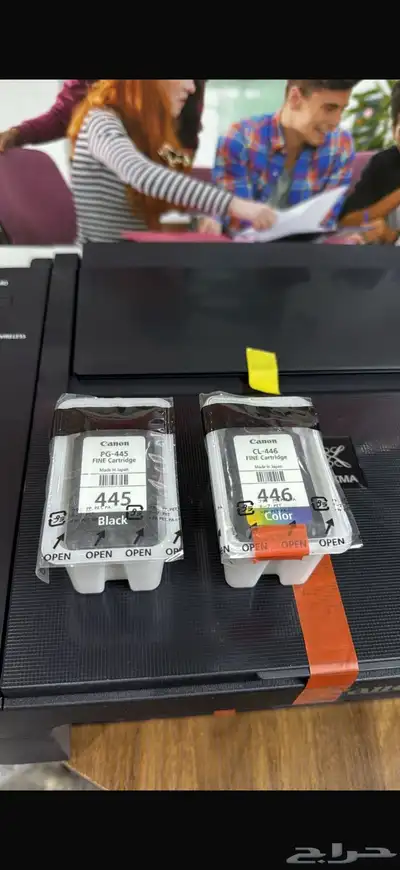 Canon
PG-445
FINE Cartridge
Made in Japan
445
Black
OPEN
OPEN
OPEN
OP
Canon
CL-446
FINE Cartridge
Made in Japan
446
Color
OPEN
OPEN
OPEN
حراج